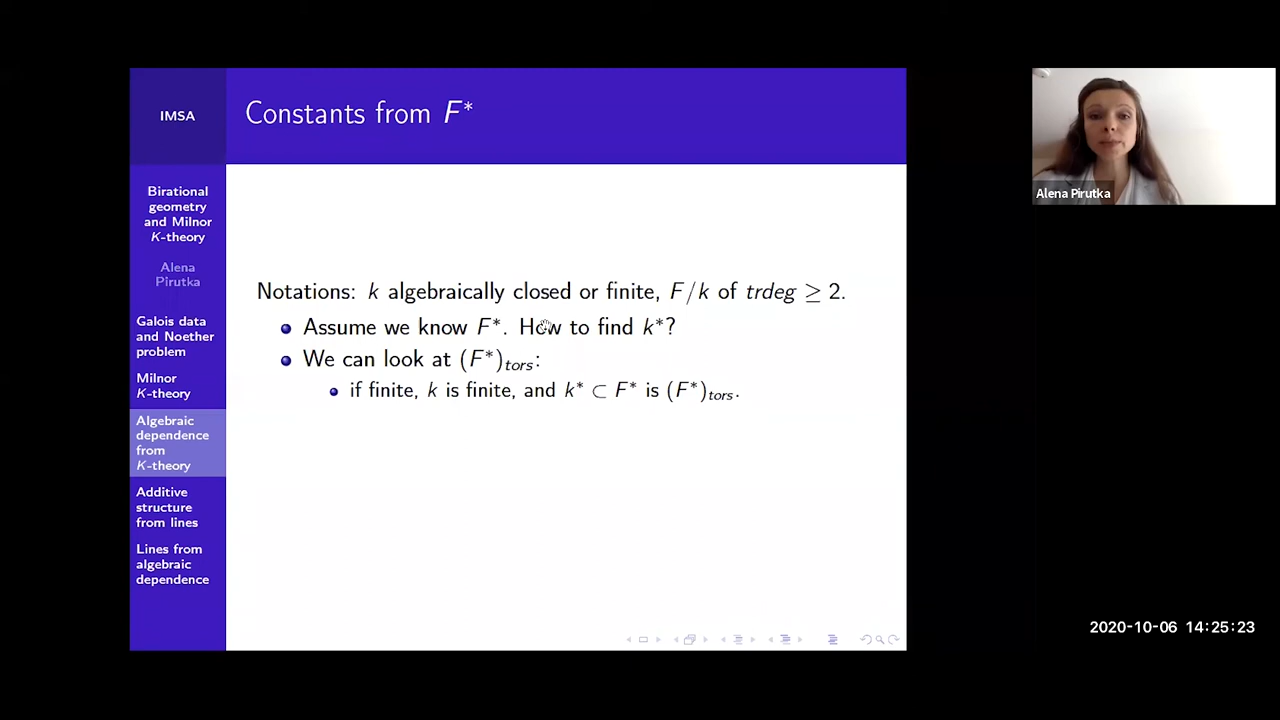 IMSA
Constants from F*
Birational
geometry
and Milnor
K-theory
Alena
Pirutka
Galois data
and Noether
problem
Milnor
K-theory
Algebraic
dependence
from
K-theory
Additive
structure
from lines
Lines from
algebraic
dependence
Notations: k algebraically closed or finite, F/k of trdeg ≥ 2.
Assume we know F*. How to find k*?
We can look at (F*)tors:
if finite, k is finite, and k* ⊂ F* is (F*)tors.
Alena Pirutka
2020-10-06 14:25:23